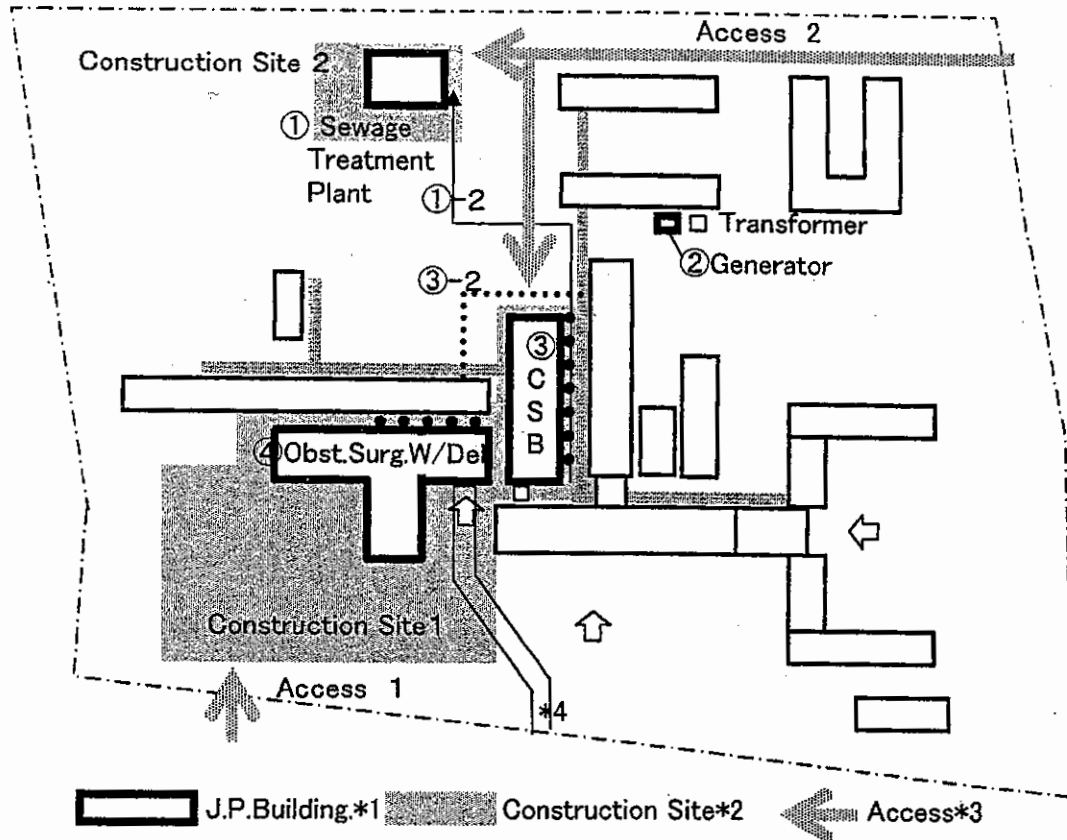 Access 2
Construction Site 2
① Sewage
Treatment
Plant
①-2
Transformer
②Generator
③-2
③
C
S
B
④Obst.Surg.W/Del
Construction Site1
Access 1
*4
J.P.Building.*1
Construction Site*2
Access*3